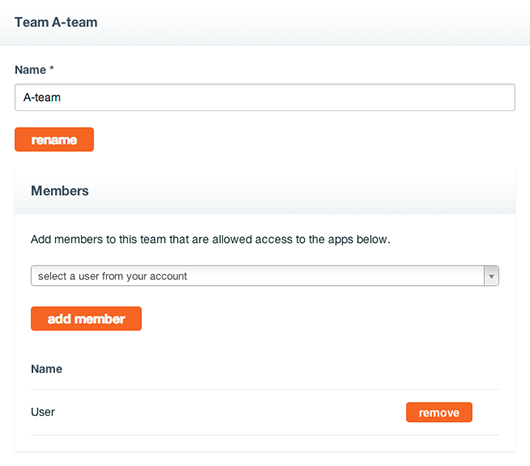 Team A-team
Name *
A-team
rename
Members
Add members to this team that are allowed access to the apps below.
select a user from your account
add member
Name
User remove